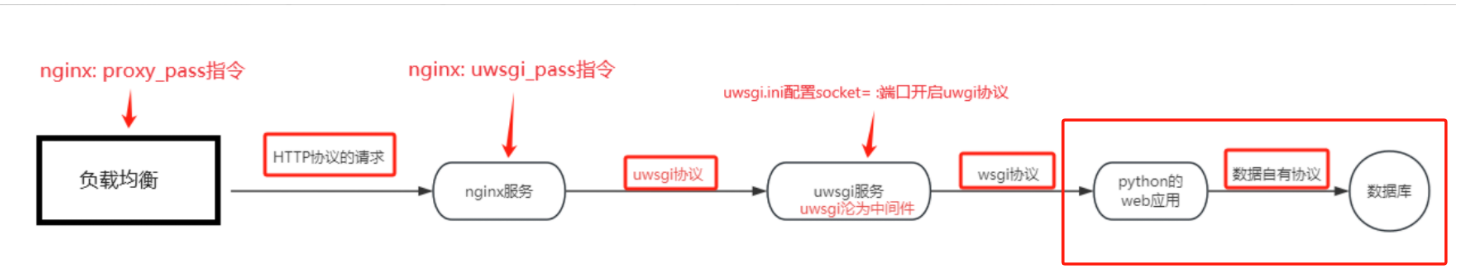 nginx: proxy_pass指令
nginx: uwsgi_pass指令
uwsgi.ini配置socket= :端口开启uwgi协议
负载均衡
HTTP协议的请求
nginx服务
uwsgi协议
uwsgi服务
uwsgi沦为中间件
wsgi协议
python的
web应用
数据自有协议
数据库